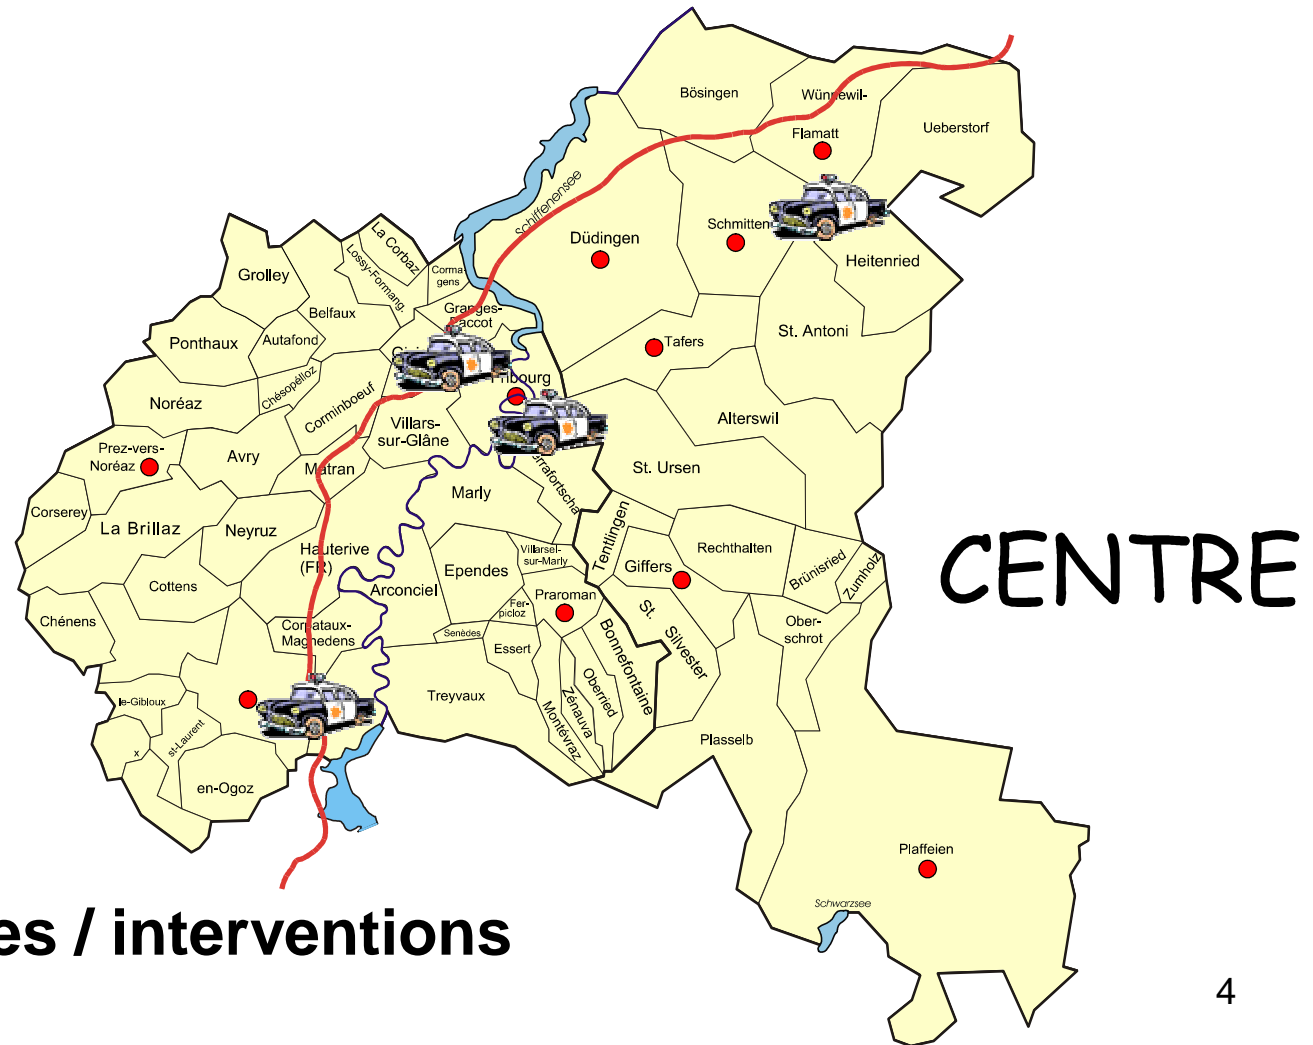 Bösingen
Wünnewil-
Flamatt
Ueberstorf
Schiffenensee
Düdingen
Schmitten
Heitenried
La Corbaz
Lossy-Formang.
Corma-
gens
Grolley
Belfaux
Granges-
Paccot
Ponthaux
Autafond
Tafers
St. Antoni
Chésopelloz
Corminboeuf
Fribourg
Noréaz
Villars-
sur-Glâne
Alterswil
Prez-vers-
Noréaz
Avry
Matran
St. Ursen
Marly
Corserey
La Brillaz
Neyruz
Tentlingen
Hauterive
(FR)
Villarsel-
sur-Marly
Rechthalten
Giffers
Brünisried
Zumholz
CENTRE
Cottens
Ependes
Arconciel
Praroman
Fer-
picloz
St.
Silvester
Chénens
Corpataux-
Magnedens
Senèdes
Essert
Bonnefontaine
Ober-
schrot
le-Gibloux
Treyvaux
Oberried
Zénauva
Montévraz
st-Laurent
x
en-Ogoz
Plasselb
Plaffeien
Schwarzsee
es / interventions
4